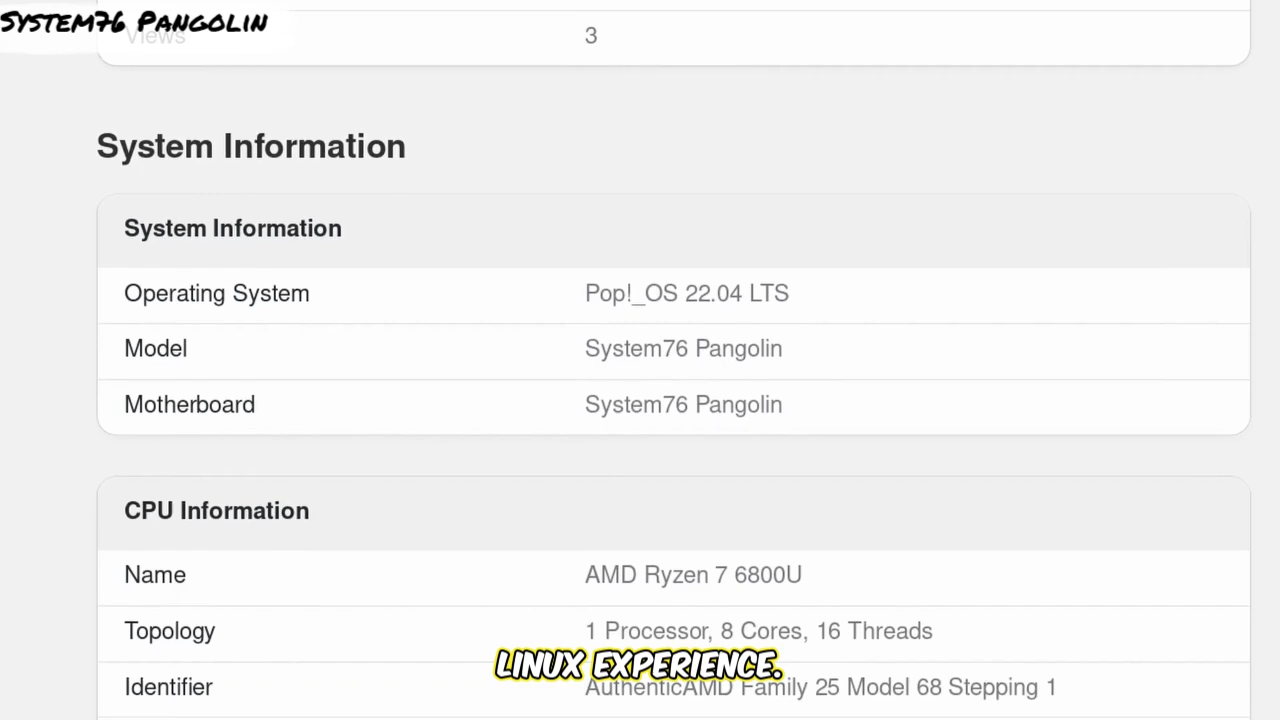 System76 Pangolin
Views 3
System Information
System Information
Operating System Pop!_OS 22.04 LTS
Model System76 Pangolin
Motherboard System76 Pangolin
CPU Information
Name AMD Ryzen 7 6800U
Topology 1 Processor, 8 Cores, 16 Threads
LINUX EXPERIENCE.
Identifier AuthenticAMD Family 25 Model 68 Stepping 1